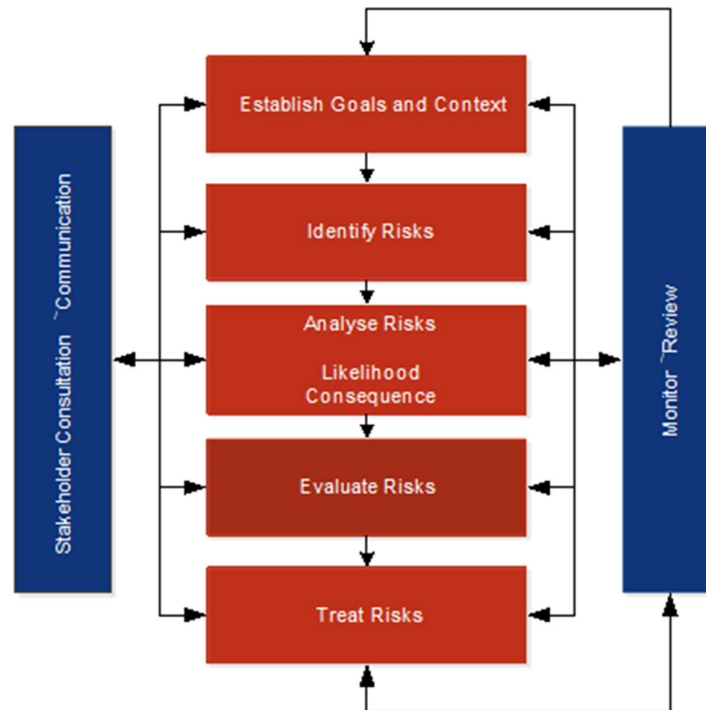 Establish Goals and Context
Identify Risks
Analyse Risks
Likelihood
Consequence
Evaluate Risks
Treat Risks
Stakeholder Consultation ~Communication
Monitor ~Review